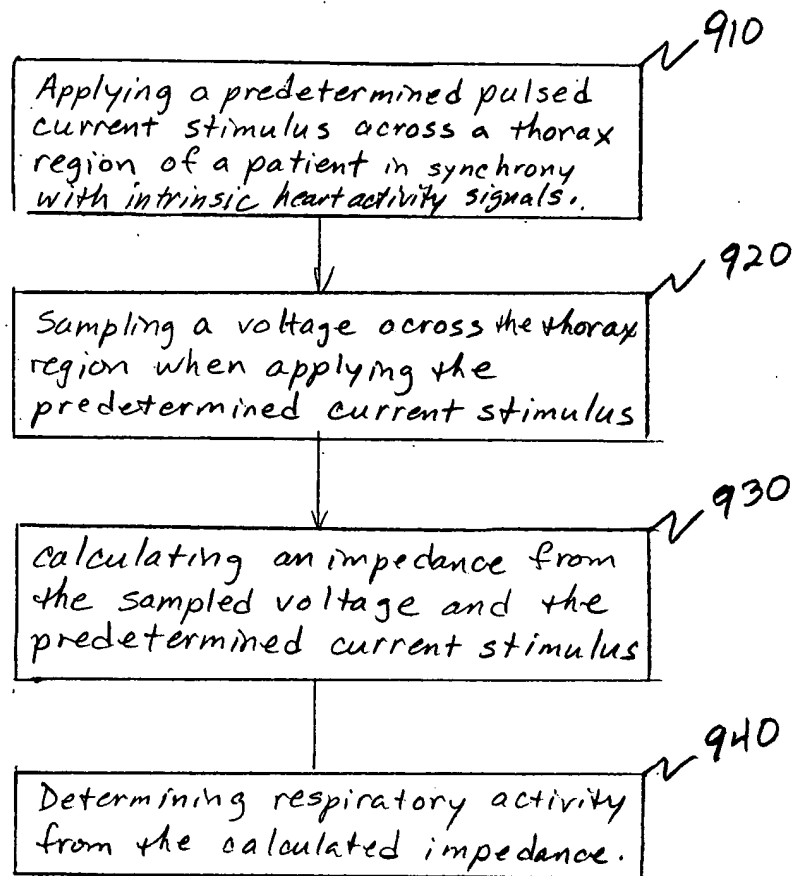 910
Applying a predetermined pulsed
current stimulus across a thorax
region of a patient in synchrony
with intrinsic heart activity signals.
920
Sampling a voltage across the thorax
region when applying the
predetermined current stimulus
930
calculating an impedance from
the sampled voltage and the
predetermined current stimulus
940
Determining respiratory activity
from the calculated impedance.